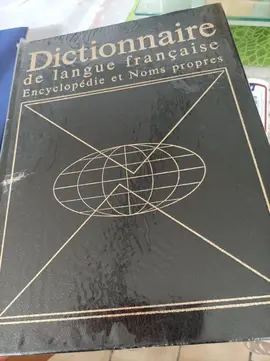 Dictionnaire
de langue française
Encyclopédie et Noms propres